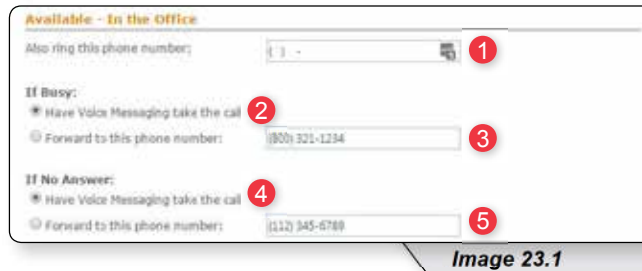 Available - In the Office
Also ring this phone number:
( ) -
1
If Busy:
Have Voice Messaging take the call
2
Forward to this phone number:
(800) 321-1234
3
If No Answer:
Have Voice Messaging take the call
4
Forward to this phone number:
(112) 345-6789
5
Image 23.1